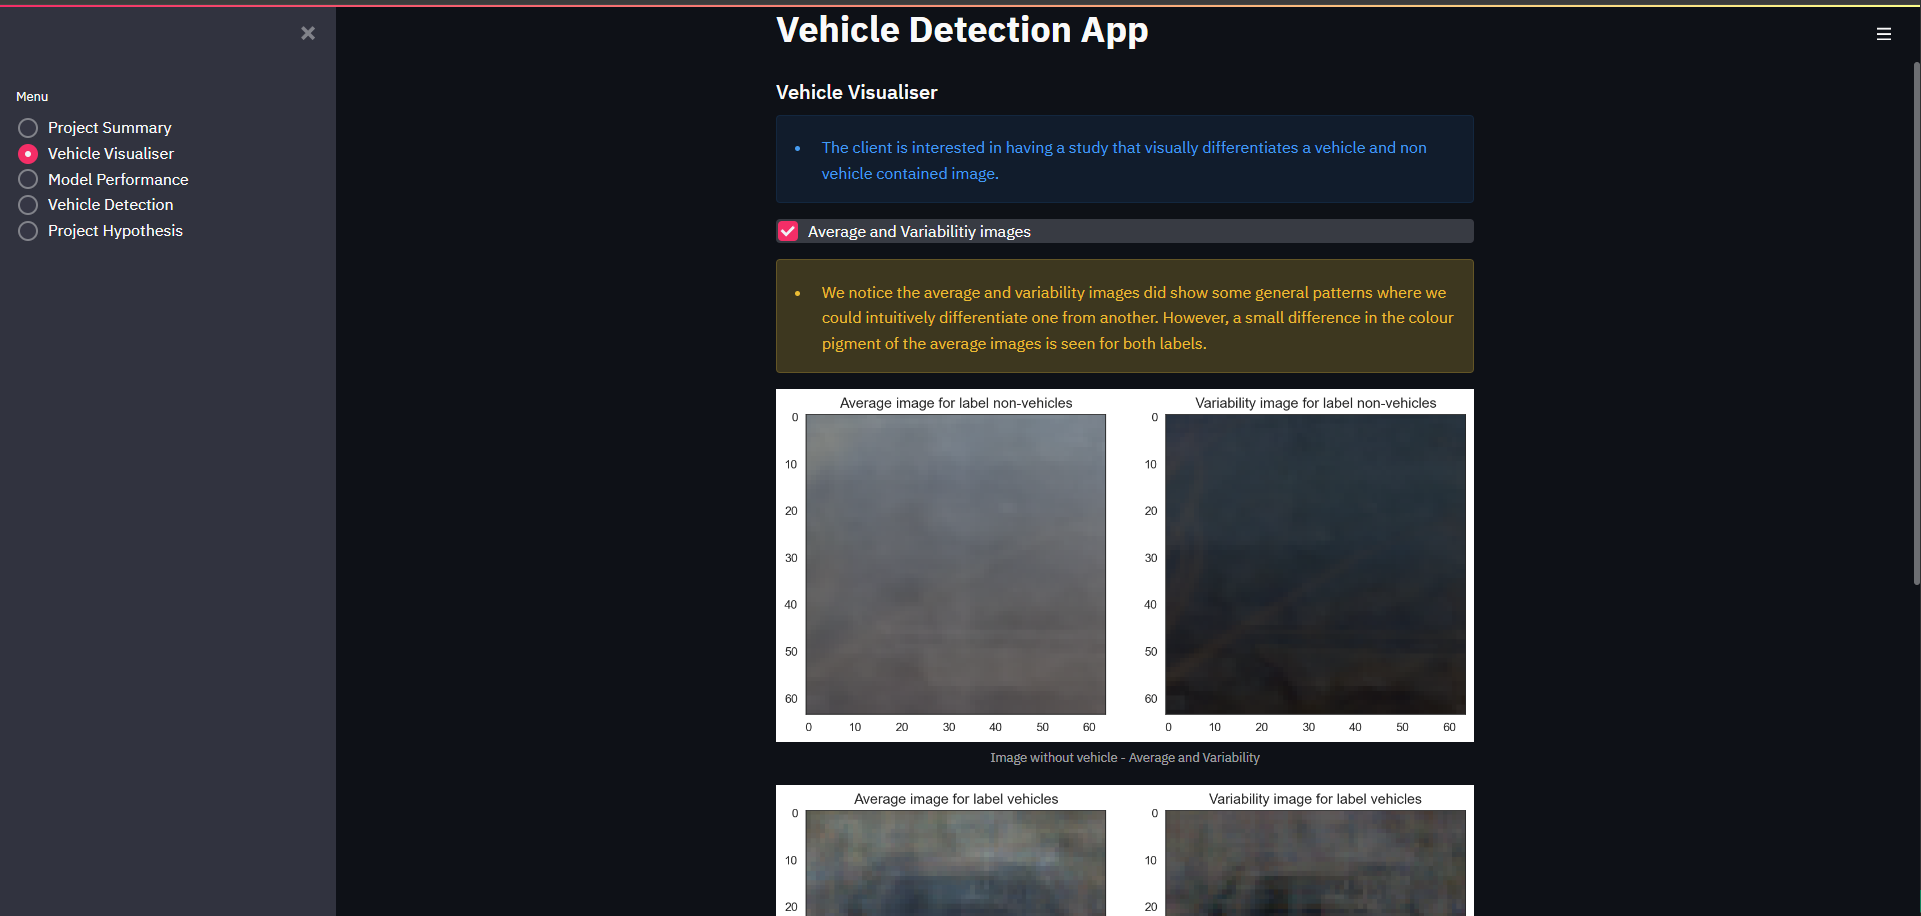 Vehicle Detection App
Menu
Project Summary
Vehicle Visualiser
Model Performance
Vehicle Detection
Project Hypothesis
Vehicle Visualiser
The client is interested in having a study that visually differentiates a vehicle and non
vehicle contained image.
Average and Variabilitiy images
We notice the average and variability images did show some general patterns where we
could intuitively differentiate one from another. However, a small difference in the colour
pigment of the average images is seen for both labels.
Average image for label non-vehicles
0
10
20
30
40
50
60
0 10 20 30 40 50 60
Variability image for label non-vehicles
0
10
20
30
40
50
60
0 10 20 30 40 50 60
Image without vehicle - Average and Variability
Average image for label vehicles
0
10
20
Variability image for label vehicles
0
10
20